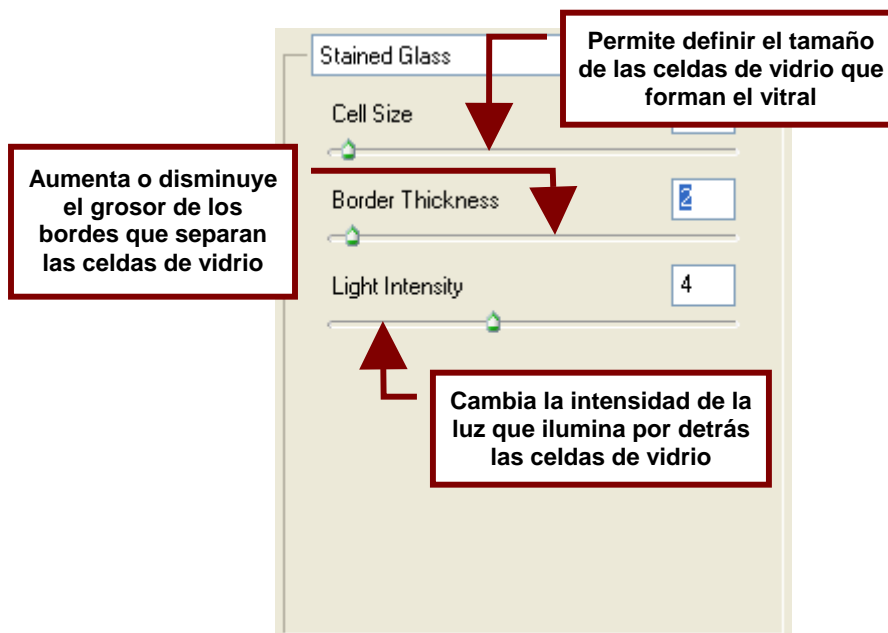 Stained Glass
Permite definir el tamaño
de las celdas de vidrio que
forman el vitral
Cell Size
Aumenta o disminuye
el grosor de los
bordes que separan
las celdas de vidrio
Border Thickness
2
Light Intensity
4
Cambia la intensidad de la
luz que ilumina por detrás
las celdas de vidrio